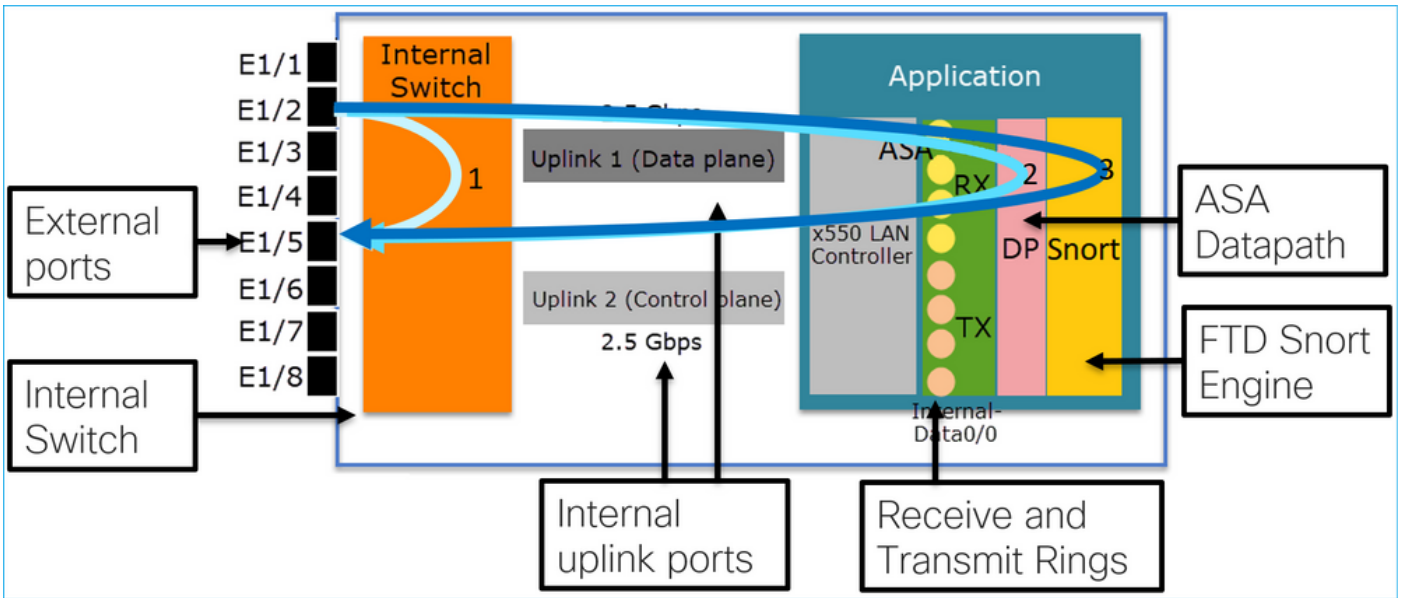 E1/1
E1/2
E1/3
E1/4
E1/5
E1/6
E1/7
E1/8
External
ports
Internal
Switch
Internal
Switch
1
Uplink 1 (Data plane)
Uplink 2 (Control plane)
2.5 Gbps
Internal
uplink ports
Application
ASA
RX
2
3
x550 LAN
Controller
DP
Snort
TX
Internal-
Data0/0
Receive and
Transmit Rings
ASA
Datapath
FTD Snort
Engine